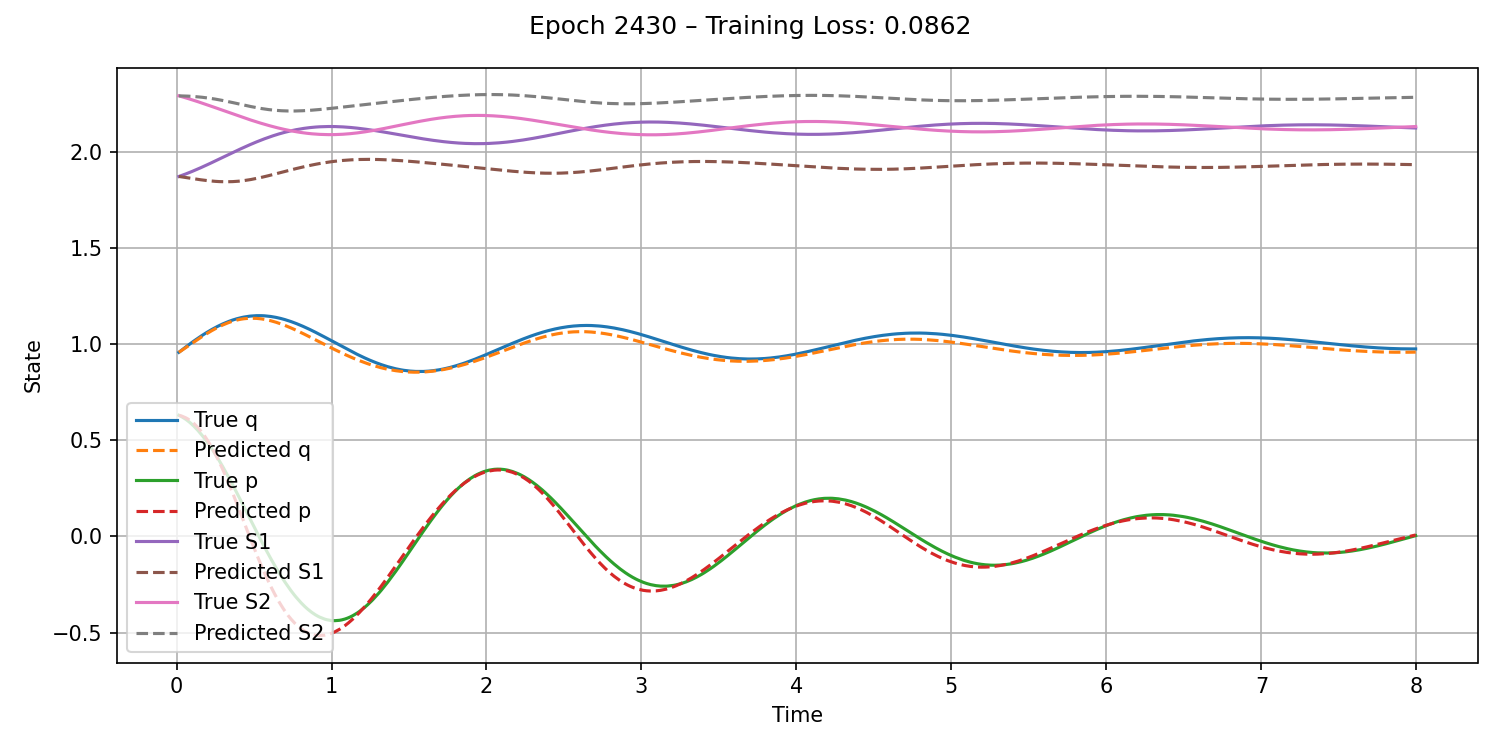 Epoch 2430 – Training Loss: 0.0862
State
2.0
1.5
1.0
0.5
0.0
−0.5
True q
Predicted q
True p
Predicted p
True S1
Predicted S1
True S2
Predicted S2
0 1 2 3 4 5 6 7 8
Time